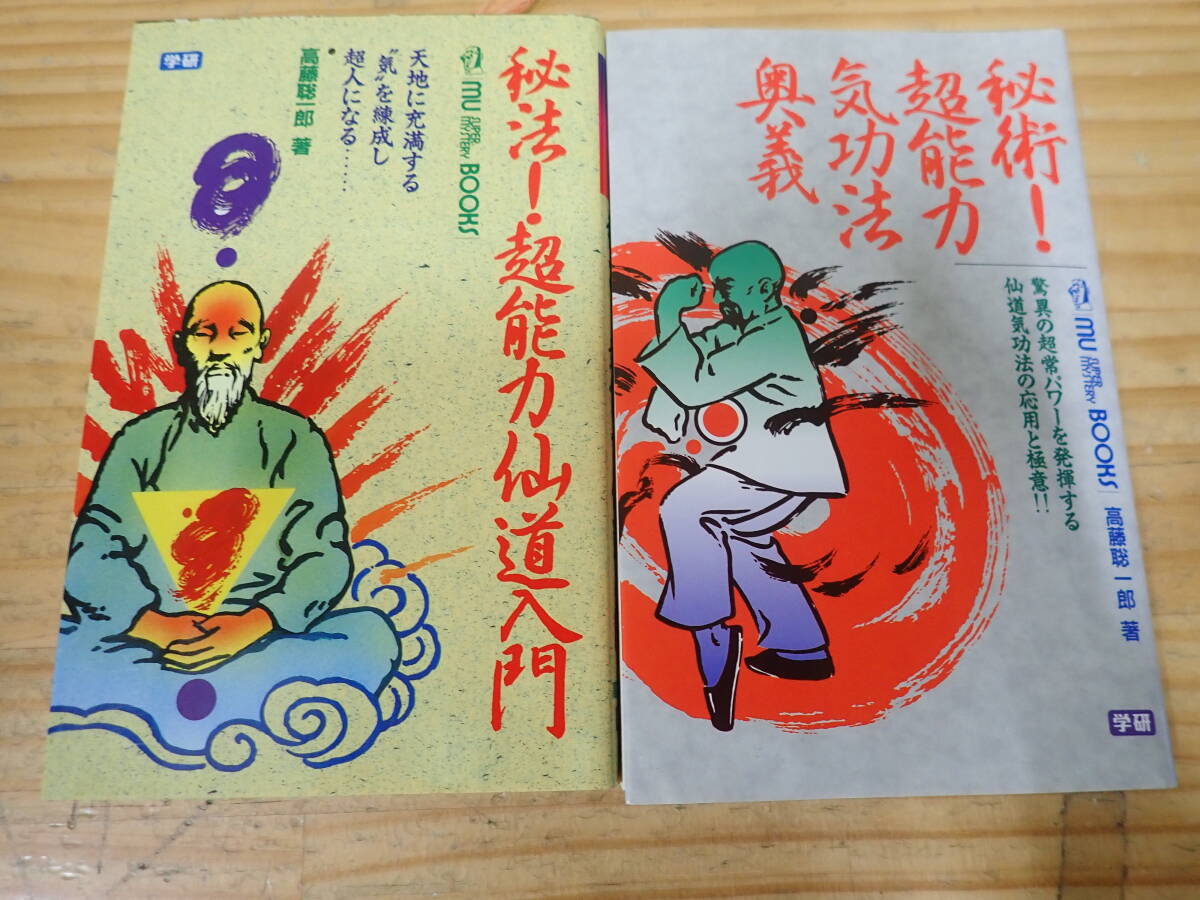 秘法！超能力仙道入門
MU SUPER MYSTERY BOOKS
天地に充満する
“気”を練成し
超人になる……
高藤聡一郎 著
学研
秘術！
超能力
気功法
奥義
MU SUPER MYSTERY BOOKS
高藤聡一郎 著
驚異の超常パワーを発揮する
仙道気功法の応用と極意!!
学研